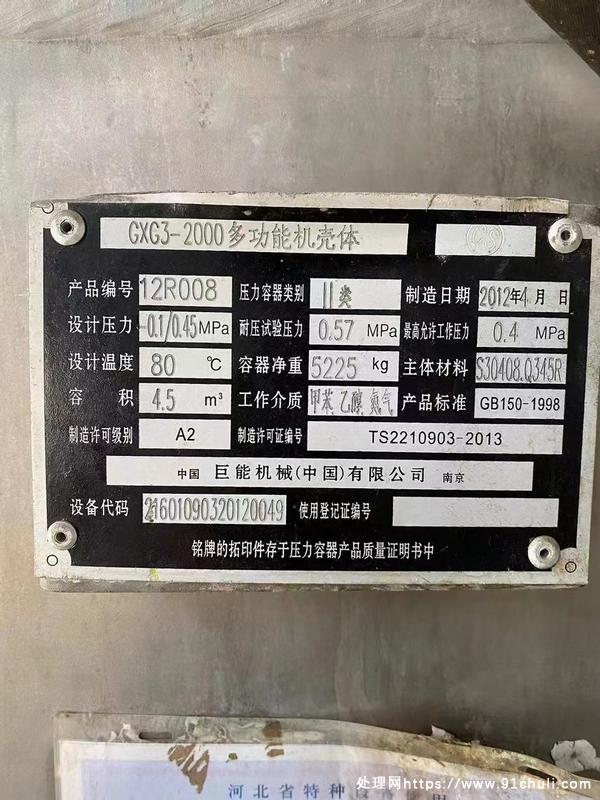 GXG3-2000多功能机壳体
产品编号 12R008 压力容器类别 II类 制造日期 2012年4月 日
设计压力 -0.1/0.45 MPa 耐压试验压力 0.57 MPa 最高允许工作压力 0.4 MPa
设计温度 80 ℃ 容器净重 5225 kg 主体材料 S30408.Q345R
容 积 4.5 m³ 工作介质 甲苯 乙醇 氮气 产品标准 GB150-1998
制造许可级别 A2 制造许可证编号 TS2210903-2013
中国 巨能机械(中国)有限公司 南京
设备代码 21601090320120049 使用登记证编号
铭牌的拓印件存于压力容器产品质量证明书中
河北省特种设
处理网https://www.91chuli.com/